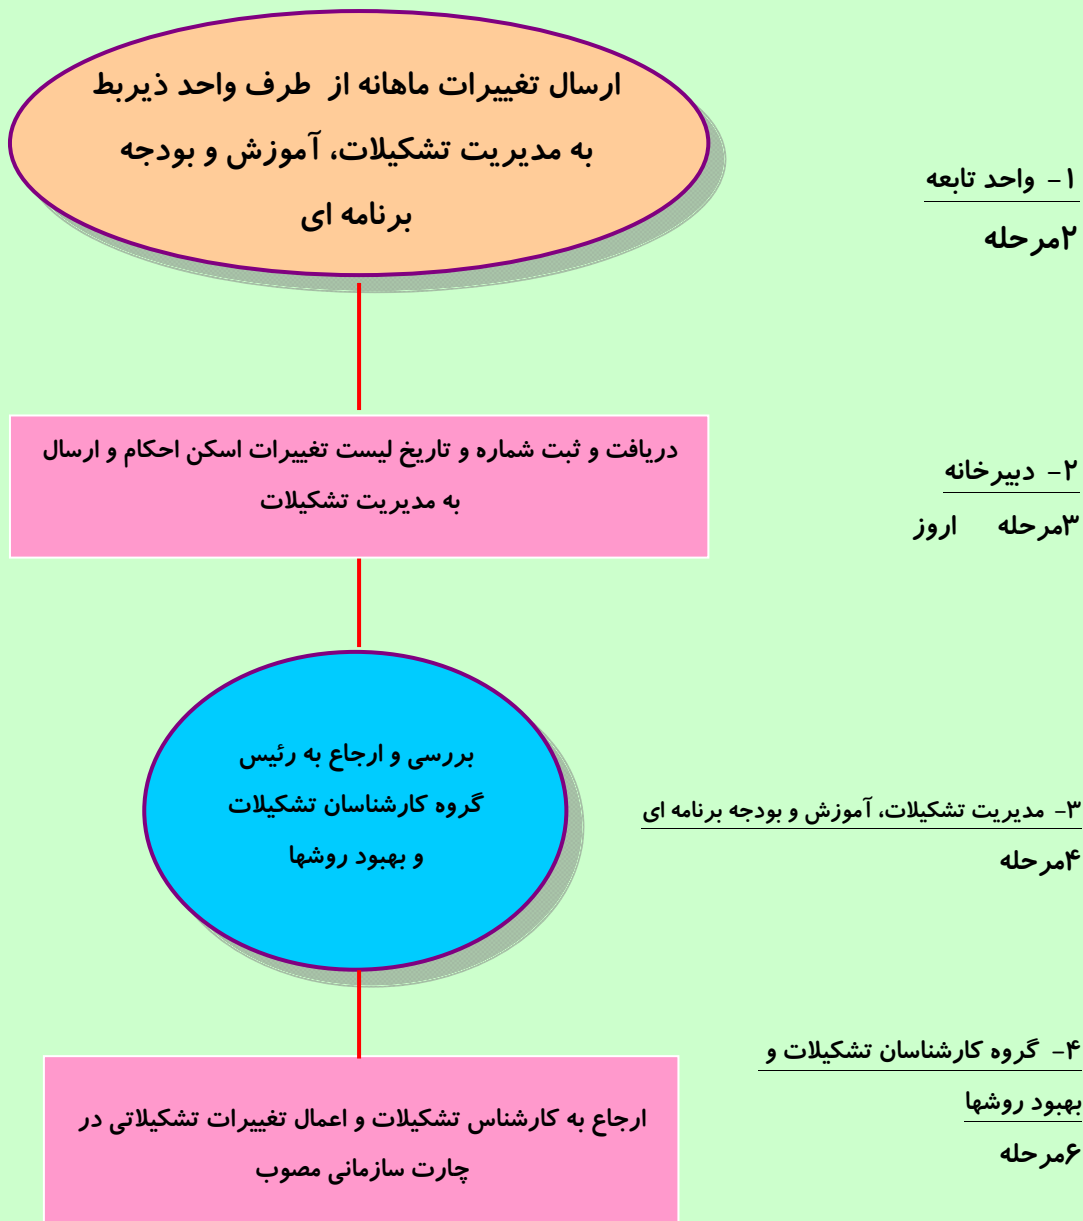 ارسال تغییرات ماهانه از طرف واحد ذیربط
به مدیریت تشکیلات، آموزش و بودجه
برنامه ای
۱- واحد تابعه
۲مرحله
دریافت و ثبت شماره و تاریخ لیست تغییرات اسکن احکام و ارسال
به مدیریت تشکیلات
۲- دبیرخانه
۳مرحله اروز
بررسی و ارجاع به رئیس
گروه کارشناسان تشکیلات
و بهبود روشها
۳- مدیریت تشکیلات، آموزش و بودجه برنامه ای
۴مرحله
ارجاع به کارشناس تشکیلات و اعمال تغییرات تشکیلاتی در
چارت سازمانی مصوب
۴- گروه کارشناسان تشکیلات و
بهبود روشها
۶مرحله